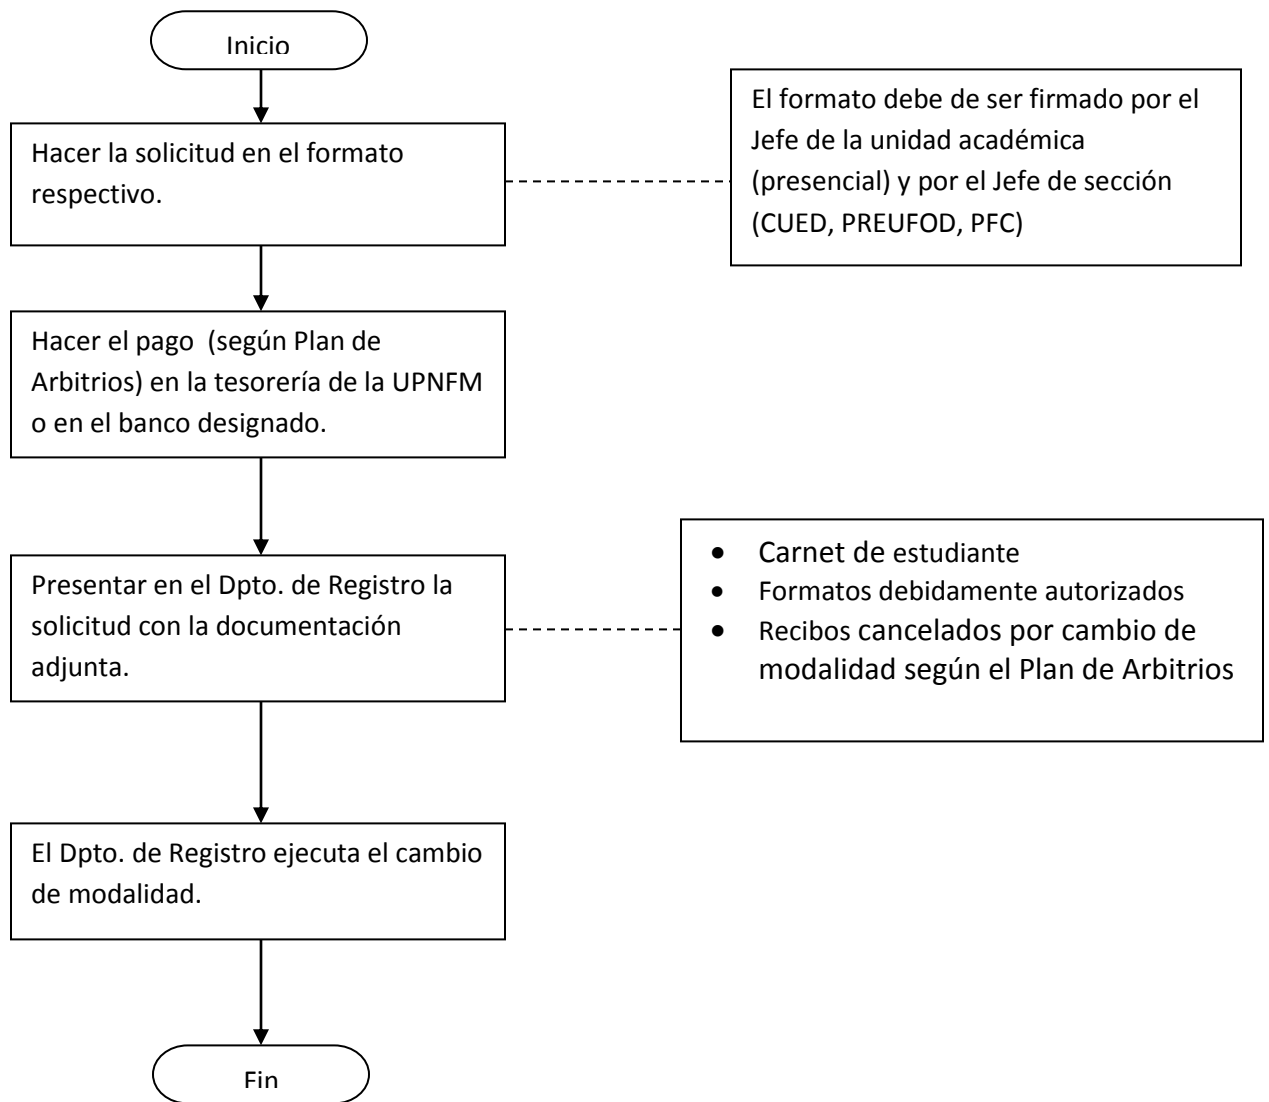 Inicio
Hacer la solicitud en el formato
respectivo.
El formato debe de ser firmado por el
Jefe de la unidad académica
(presencial) y por el Jefe de sección
(CUED, PREUFOD, PFC)
Hacer el pago  (según Plan de
Arbitrios) en la tesorería de la UPNFM
o en el banco designado.
Presentar en el Dpto. de Registro la
solicitud con la documentación
adjunta.
• Carnet de estudiante
• Formatos debidamente autorizados
• Recibos cancelados por cambio de
modalidad según el Plan de Arbitrios
El Dpto. de Registro ejecuta el cambio
de modalidad.
Fin